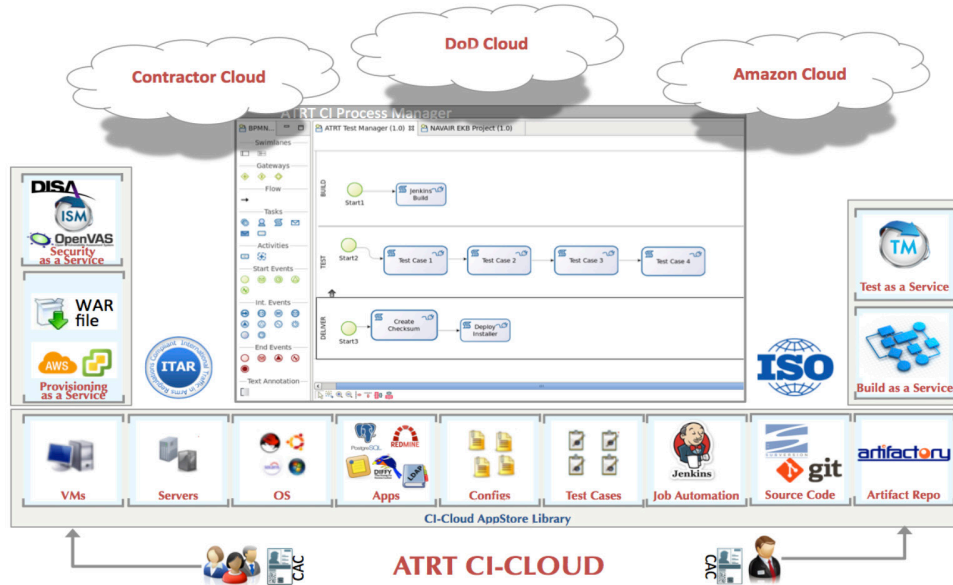 DoD Cloud
Contractor Cloud
Amazon Cloud
ATRT CI Process Manager
BPMN...
ATRT Test Manager (1.0)
NAVAIR EKB Project (1.0)
Swimlanes
Gateways
Flow
Tasks
Activities
Start Events
Int. Events
End Events
Text Annotation
BUILD
Start1
Jenkins
Build
TEST
Start2
Test Case 1
Test Case 2
Test Case 3
Test Case 4
DELIVER
Start3
Create
Checksum
Deploy
Installer
DISA
ISM
OpenVAS
Security
as a Service
WAR
file
AWS
Provisioning
as a Service
ITAR
ISO
TM
Test as a Service
Build as a Service
VMs
Servers
OS
PostgreSQL
REDMINE
DIFFY
LDAP
Apps
Configs
Test Cases
Jenkins
Job Automation
SUBVERSION
git
Source Code
artifactory
Artifact Repo
CI-Cloud AppStore Library
CAC
ATRT CI-CLOUD
CAC